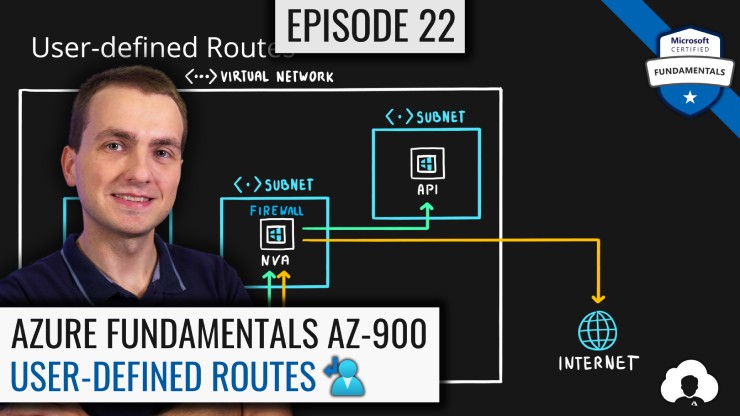 EPISODE 22
User-defined Routes
Microsoft
CERTIFIED
FUNDAMENTALS
VIRTUAL NETWORK
SUBNET
API
SUBNET
FIREWALL
NVA
INTERNET
AZURE FUNDAMENTALS AZ-900
USER-DEFINED ROUTES